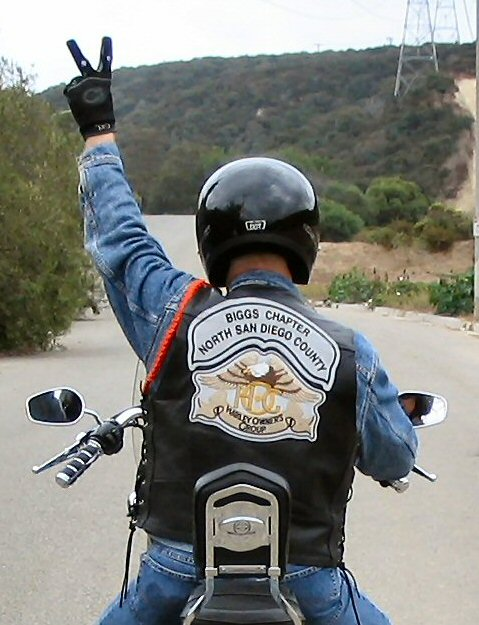 BIGGS CHAPTER
NORTH SAN DIEGO COUNTY
HOG
HARLEY OWNERS
GROUP